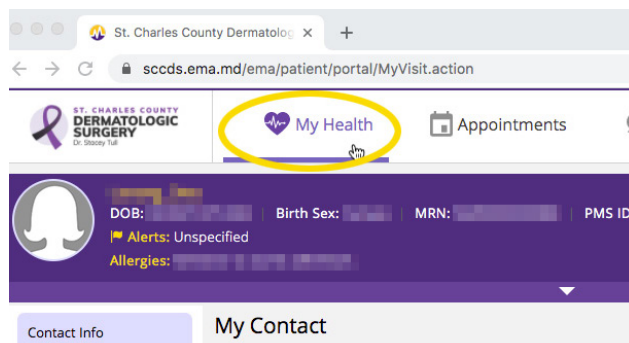 St. Charles County Dermatolog
sccds.ema.md/ema/patient/portal/MyVisit.action
ST. CHARLES COUNTY
DERMATOLOGIC
SURGERY
Dr. Stacey Tull
My Health
Appointments
DOB: Birth Sex: MRN: PMS ID
Alerts: Unspecified
Allergies:
Contact Info
My Contact